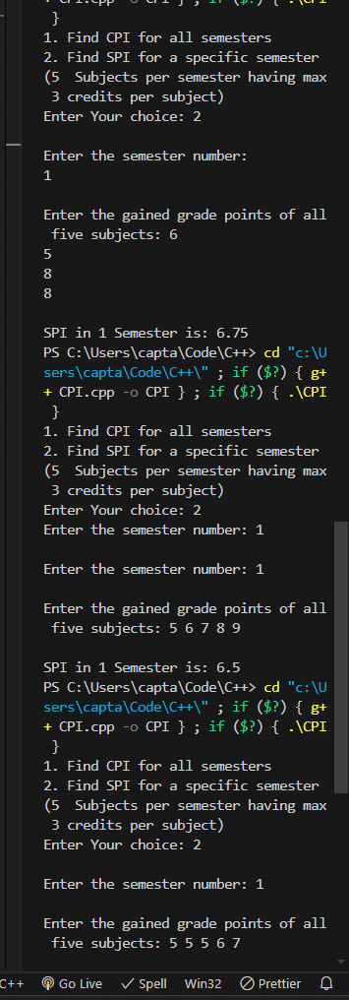 CPI.cpp -o CPI } ; if ($?) { .\CPI
}
1. Find CPI for all semesters
2. Find SPI for a specific semester
(5  Subjects per semester having max
3 credits per subject)
Enter Your choice: 2
Enter the semester number:
1
Enter the gained grade points of all
five subjects: 6
5
8
8
SPI in 1 Semester is: 6.75
PS C:\Users\capta\Code\C++> cd "c:\U
sers\capta\Code\C++\" ; if ($?) { g+
+ CPI.cpp -o CPI } ; if ($?) { .\CPI
}
1. Find CPI for all semesters
2. Find SPI for a specific semester
(5  Subjects per semester having max
3 credits per subject)
Enter Your choice: 2
Enter the semester number: 1
Enter the semester number: 1
Enter the gained grade points of all
five subjects: 5 6 7 8 9
SPI in 1 Semester is: 6.5
PS C:\Users\capta\Code\C++> cd "c:\U
sers\capta\Code\C++\" ; if ($?) { g+
+ CPI.cpp -o CPI } ; if ($?) { .\CPI
}
1. Find CPI for all semesters
2. Find SPI for a specific semester
(5  Subjects per semester having max
3 credits per subject)
Enter Your choice: 2
Enter the semester number: 1
Enter the gained grade points of all
five subjects: 5 5 5 6 7
C++ Go Live Spell Win32 Prettier